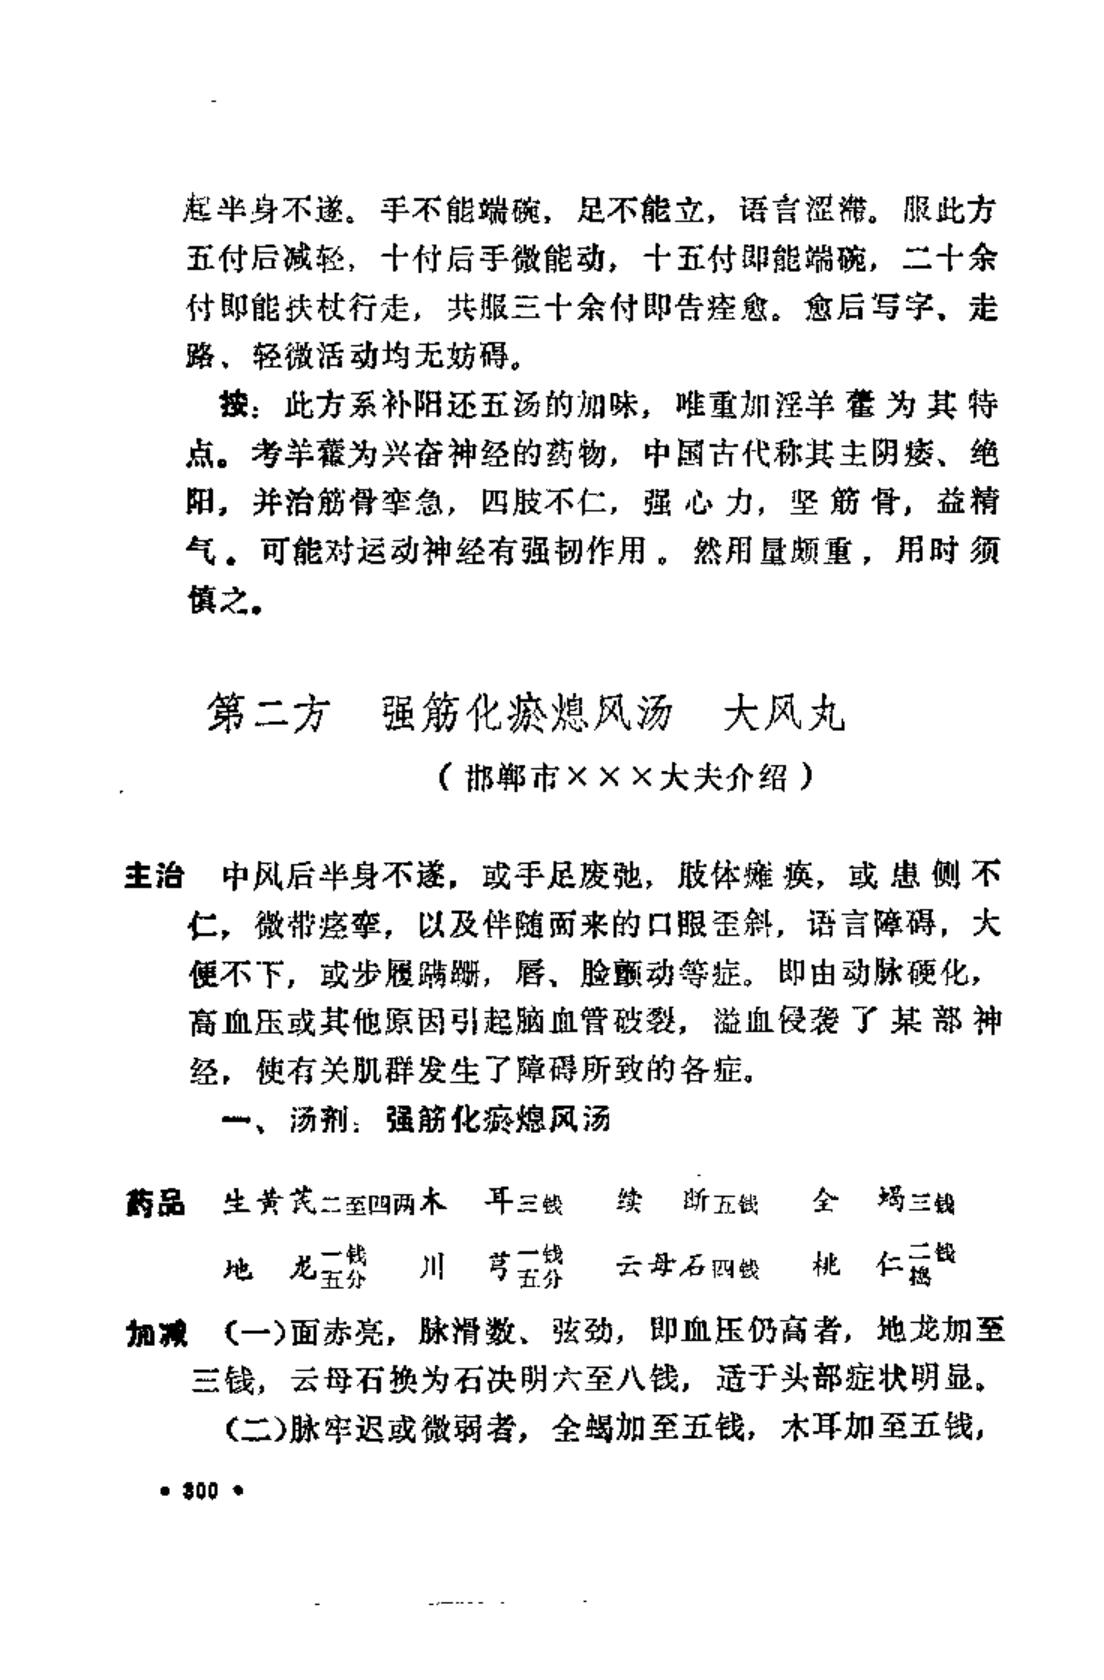 起半身不遂。手不能端碗，足不能立，语言涩滞。服此方
五付后减轻，十付后手微能动，十五付即能端碗，二十余
付即能扶杖行走，共服三十余付即告痊愈。愈后写字、走
路、轻微活动均无妨碍。
按：此方系补阳还五汤的加味，唯重加淫羊藿为其特
点。考羊藿为兴奋神经的药物，中国古代称其主阴痿、绝
阳，并治筋骨挛急，四肢不仁，强心力，坚筋骨，益精
气。可能对运动神经有强韧作用。然用量颇重，用时须
慎之。
第二方 强筋化瘀熄风汤 大风丸
（邯郸市×××大夫介绍）
主治 中风后半身不遂，或手足废弛，肢体瘫痪，或患侧不
仁，微带痉挛，以及伴随而来的口眼歪斜，语言障碍，大
便不下，或步履蹒跚，唇、脸颤动等症。即由动脉硬化，
高血压或其他原因引起脑血管破裂，溢血侵袭了某部神
经，使有关肌群发生了障碍所致的各症。
一、汤剂：强筋化瘀熄风汤
药品 生黄芪二至四两 木耳三钱 续断五钱 全蝎三钱
地龙一钱五分 川芎一钱五分 云母石四钱 桃仁二钱捣
加减 (一)面赤亮，脉滑数、弦劲，即血压仍高者，地龙加至
三钱，云母石换为石决明六至八钱，适于头部症状明显。
(二)脉牢迟或微弱者，全蝎加至五钱，木耳加至五钱，
• 300 •